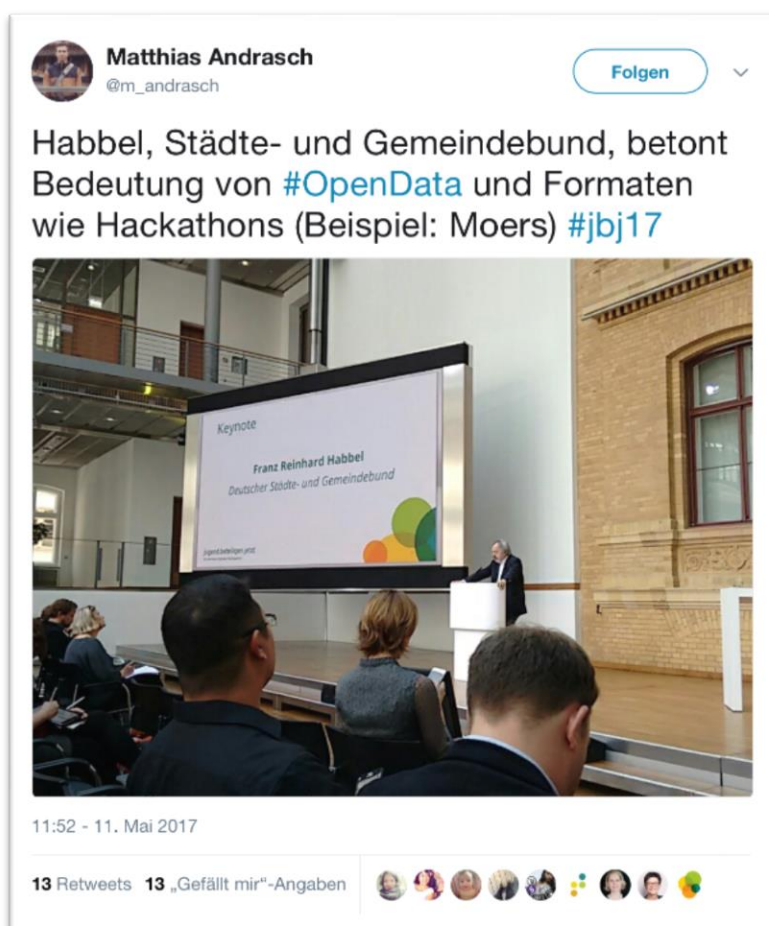 Matthias Andrasch
@m_andrasch
Folgen
Habbel, Städte- und Gemeindebund, betont
Bedeutung von #OpenData und Formaten
wie Hackathons (Beispiel: Moers) #jbj17
Keynote
Franz Reinhard Habbel
Deutscher Städte- und Gemeindebund
jugend.beteiligen.jetzt
11:52 - 11. Mai 2017
13 Retweets 13 „Gefällt mir“-Angaben